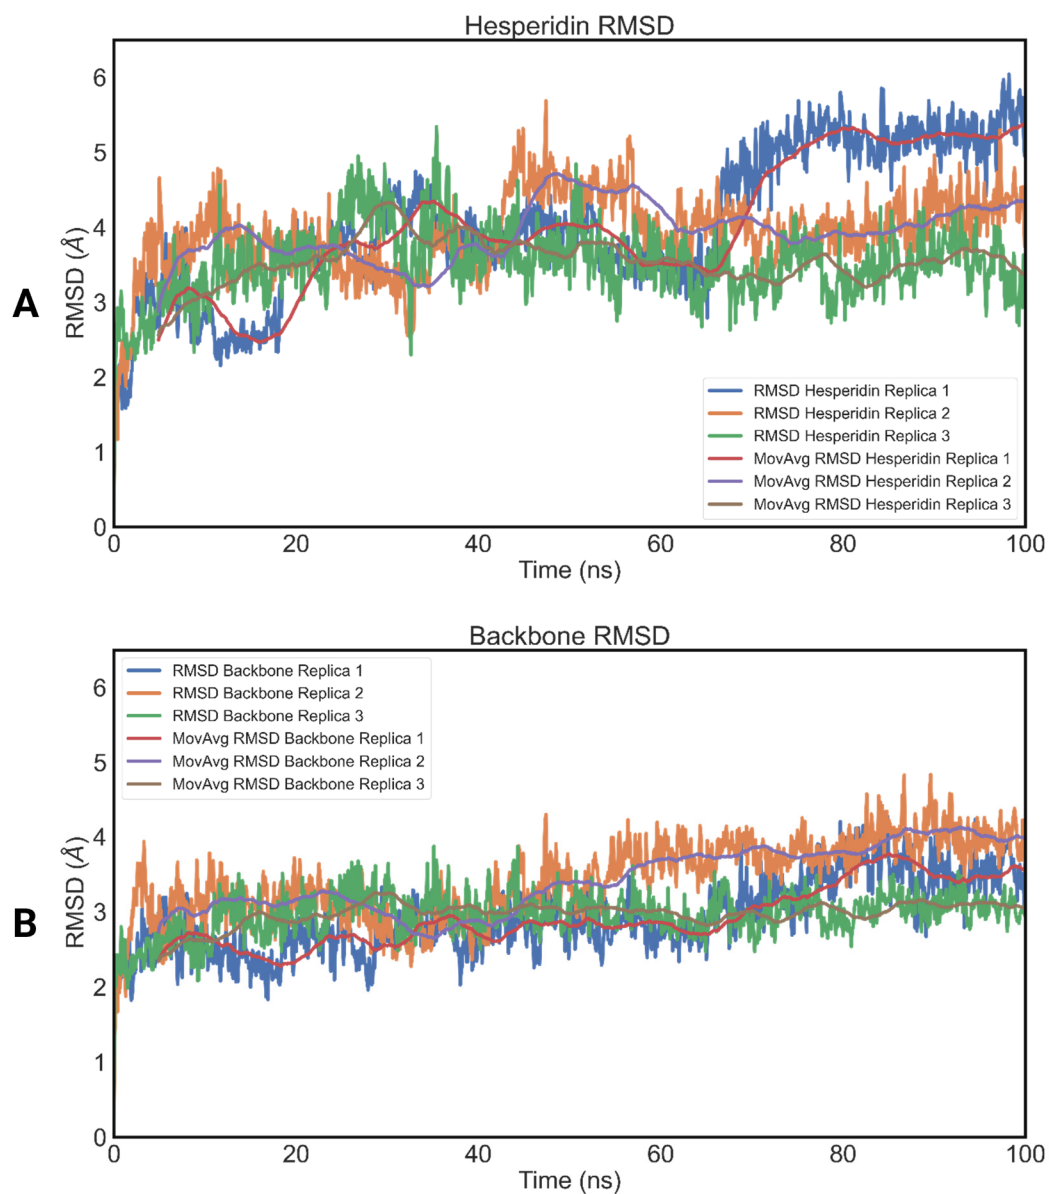 Hesperidin RMSD
6
5
4
3
2
1
0
RMSD (Å)
A
RMSD Hesperidin Replica 1
RMSD Hesperidin Replica 2
RMSD Hesperidin Replica 3
MovAvg RMSD Hesperidin Replica 1
MovAvg RMSD Hesperidin Replica 2
MovAvg RMSD Hesperidin Replica 3
0 20 40 60 80 100
Time (ns)
Backbone RMSD
RMSD Backbone Replica 1
RMSD Backbone Replica 2
RMSD Backbone Replica 3
MovAvg RMSD Backbone Replica 1
MovAvg RMSD Backbone Replica 2
MovAvg RMSD Backbone Replica 3
6
5
4
3
2
1
0
RMSD (Å)
B
0 20 40 60 80 100
Time (ns)